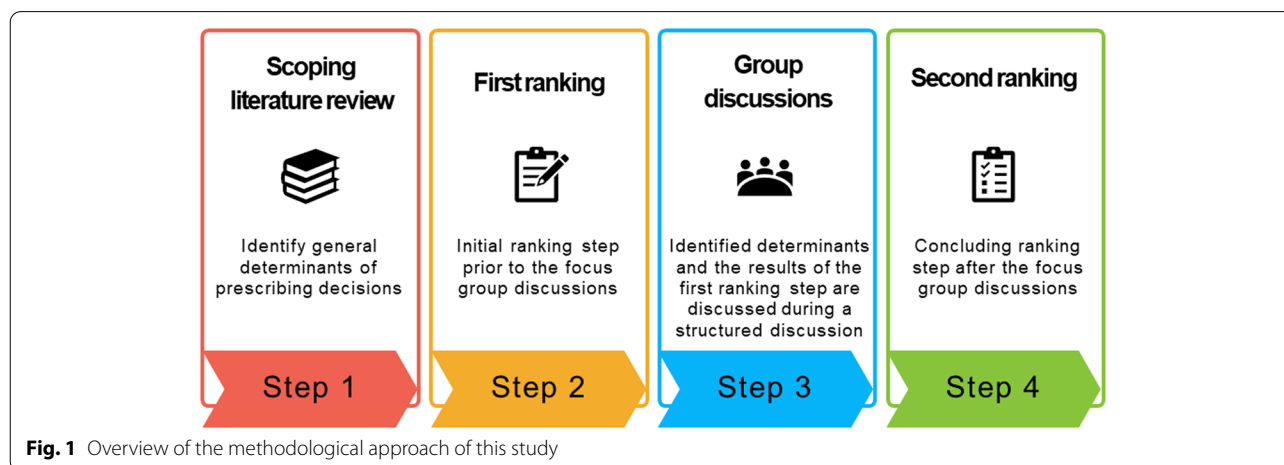 Scoping
literature review
Identify general
determinants of
prescribing decisions
Step 1
First ranking
Initial ranking step
prior to the focus
group discussions
Step 2
Group
discussions
Identified determinants
and the results of the
first ranking step are
discussed during a
structured discussion
Step 3
Second ranking
Concluding ranking
step after the focus
group discussions
Step 4
Fig. 1 Overview of the methodological approach of this study